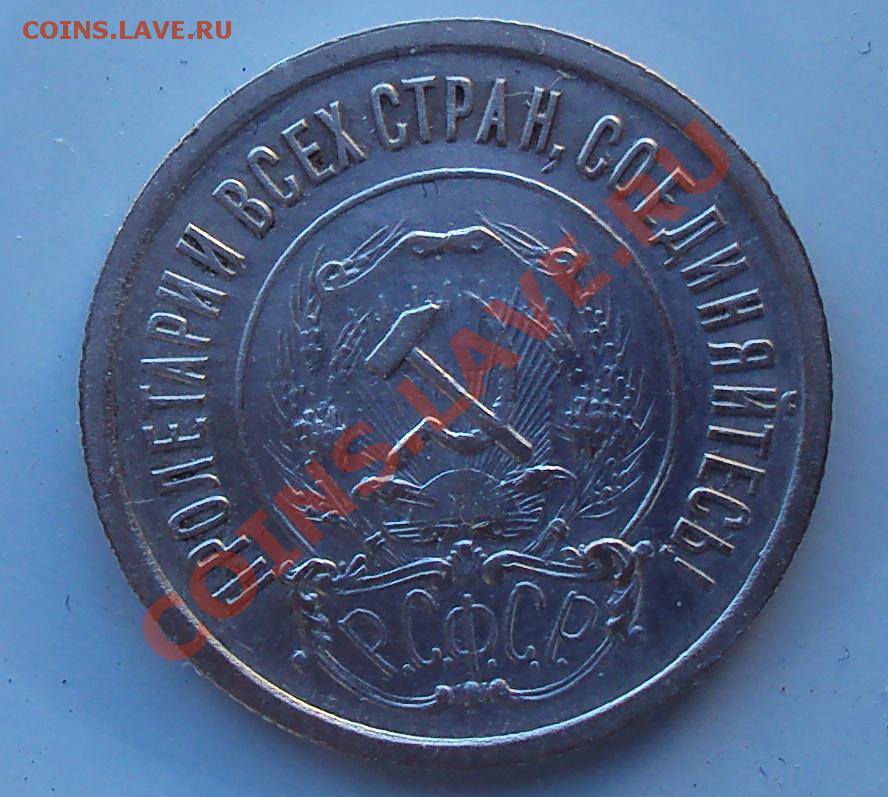 COINS.LAVE.RU
ПРОЛЕТАРИИ ВСЕХ СТРАН, СОЕДИНЯЙТЕСЬ!
COINS.LAVE.RU
Р.С.Ф.С.Р.